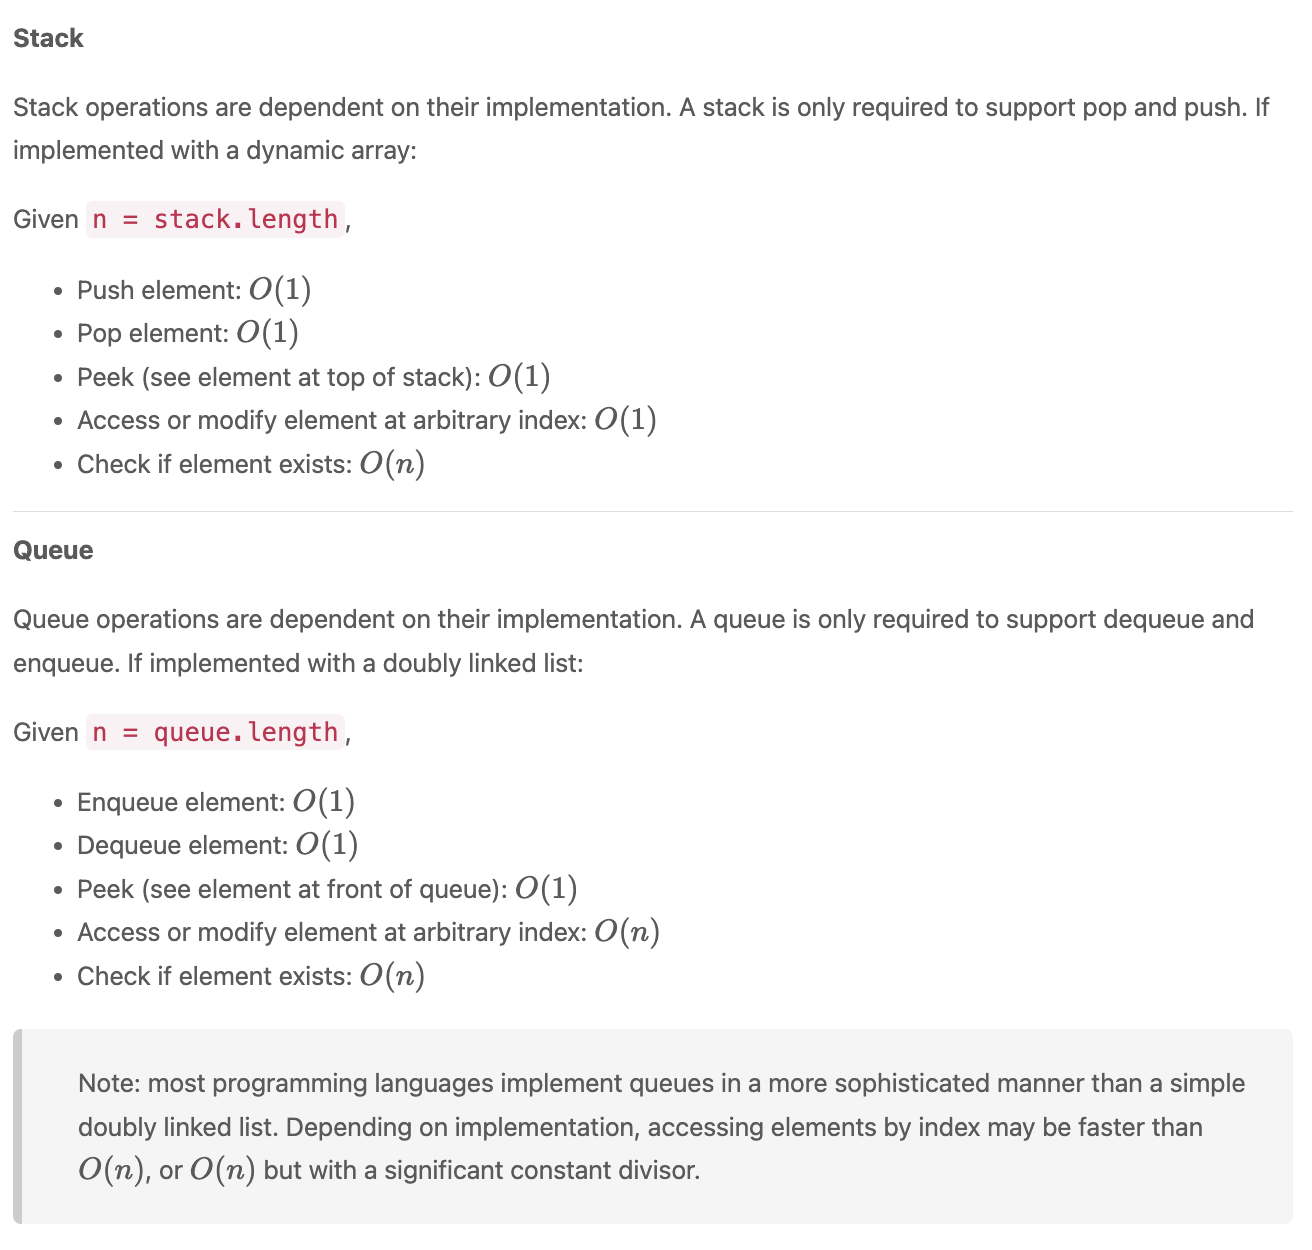 Stack
Stack operations are dependent on their implementation. A stack is only required to support pop and push. If
implemented with a dynamic array:
Given n = stack.length,
• Push element: O(1)
• Pop element: O(1)
• Peek (see element at top of stack): O(1)
• Access or modify element at arbitrary index: O(1)
• Check if element exists: O(n)
Queue
Queue operations are dependent on their implementation. A queue is only required to support dequeue and
enqueue. If implemented with a doubly linked list:
Given n = queue.length,
• Enqueue element: O(1)
• Dequeue element: O(1)
• Peek (see element at front of queue): O(1)
• Access or modify element at arbitrary index: O(n)
• Check if element exists: O(n)
Note: most programming languages implement queues in a more sophisticated manner than a simple
doubly linked list. Depending on implementation, accessing elements by index may be faster than
O(n), or O(n) but with a significant constant divisor.